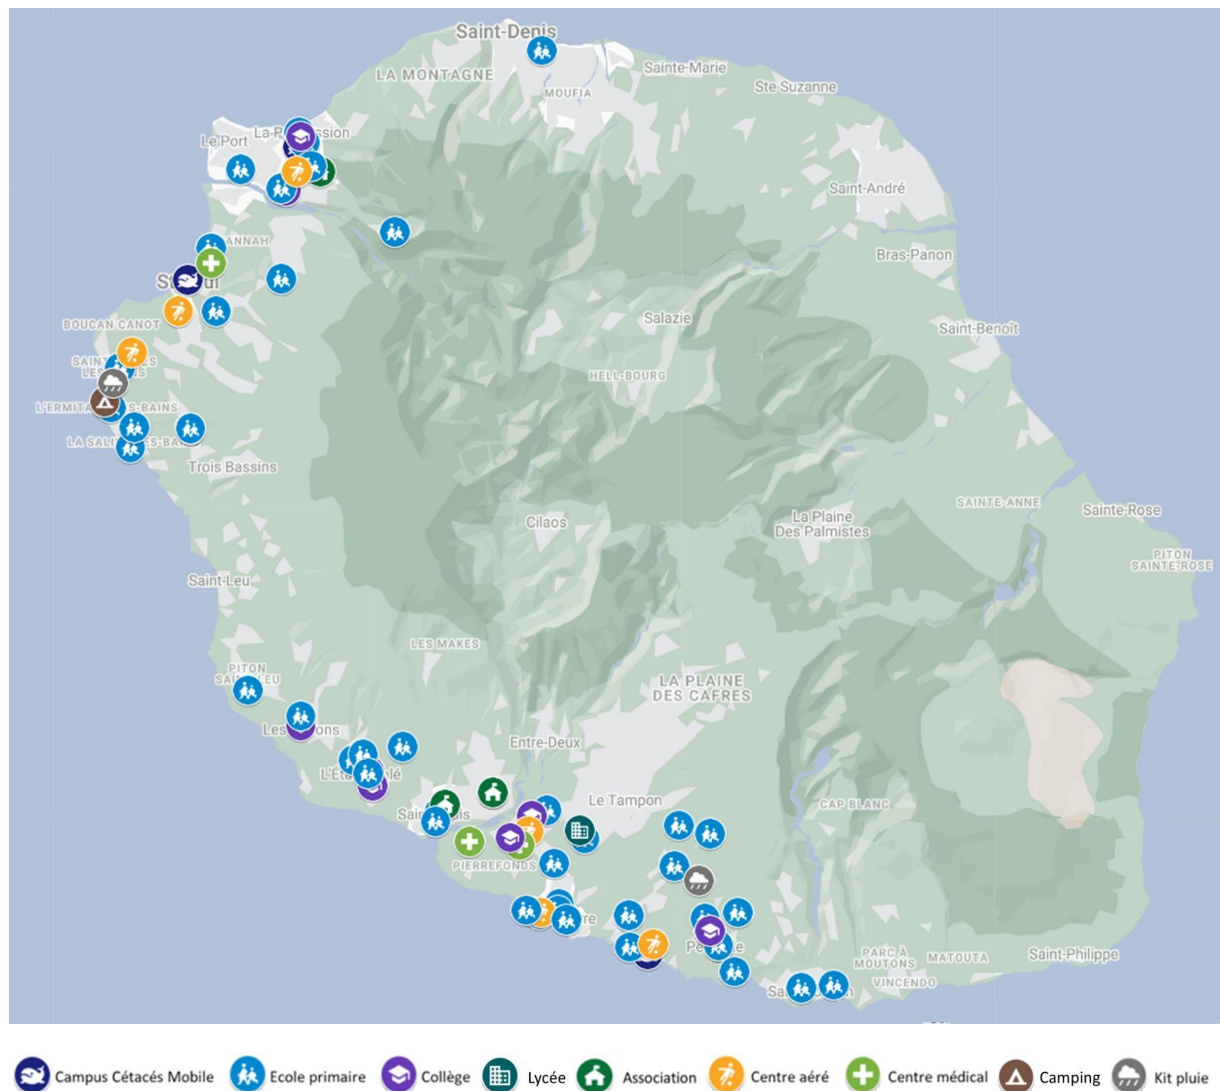 Saint-Denis
LA MONTAGNE
Sainte-Marie
Ste Suzanne
MOUFIA
Le Port
Saint-André
Bras-Panon
BOUCAN CANOT
Salazie
Saint-Benoît
HELL-BOURG
Trois Bassins
SAINTE-ANNE
Sainte-Rose
La Plaine
Des Palmistes
Cilaos
PITON
SAINTE-ROSE
Saint-Leu
LES MAKES
PITON
LA PLAINE
DES CAFRES
Entre-Deux
Le Tampon
CAP BLANC
PIERREFONDS
PARC À
MOUTONS
MATOUTA
Saint-Philippe
VINCENDO
Campus Cétacés Mobile Ecole primaire Collège Lycée Association Centre aéré Centre médical Camping Kit pluie